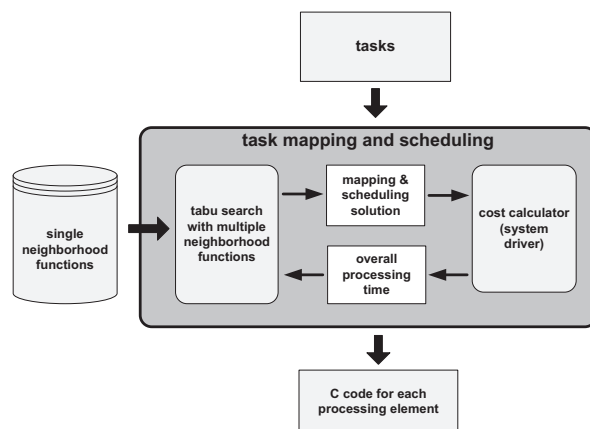 tasks
task mapping and scheduling
single
neighborhood
functions
tabu search
with multiple
neighborhood
functions
mapping &
scheduling
solution
overall
processing
time
cost calculator
(system
driver)
C code for each
processing element